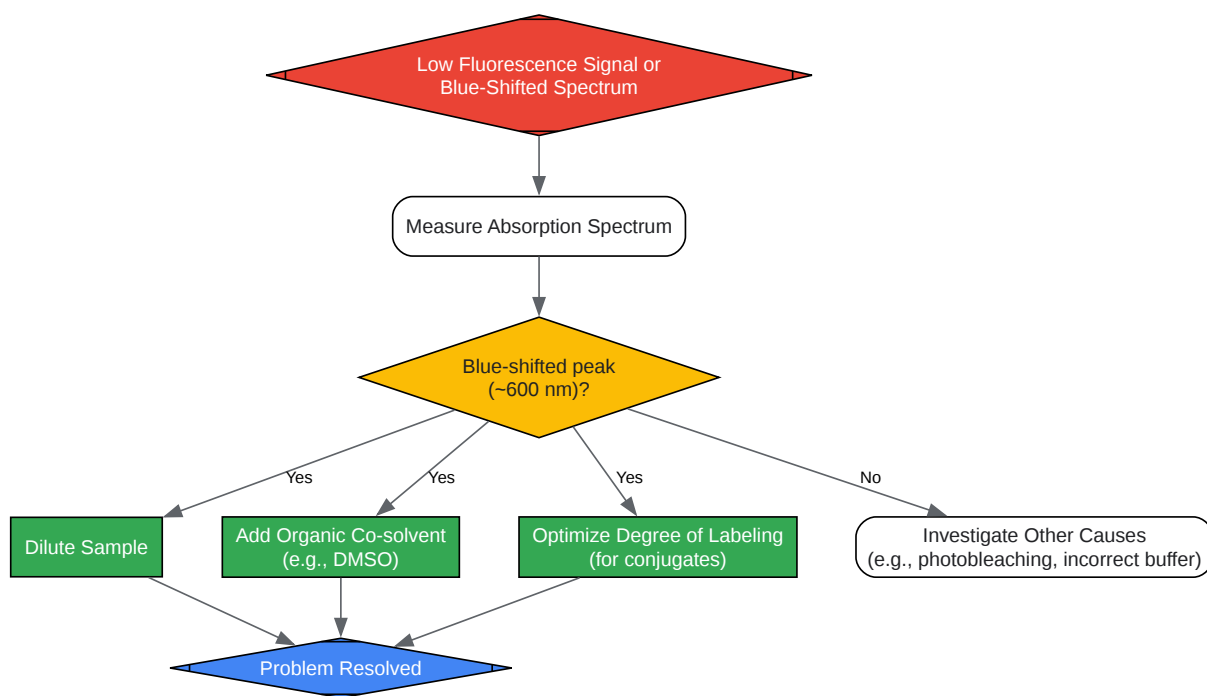 Low Fluorescence Signal or
Blue-Shifted Spectrum
Measure Absorption Spectrum
Blue-shifted peak
(~600 nm)?
Yes
Yes
Yes
No
Dilute Sample
Add Organic Co-solvent
(e.g., DMSO)
Optimize Degree of Labeling
(for conjugates)
Investigate Other Causes
(e.g., photobleaching, incorrect buffer)
Problem Resolved